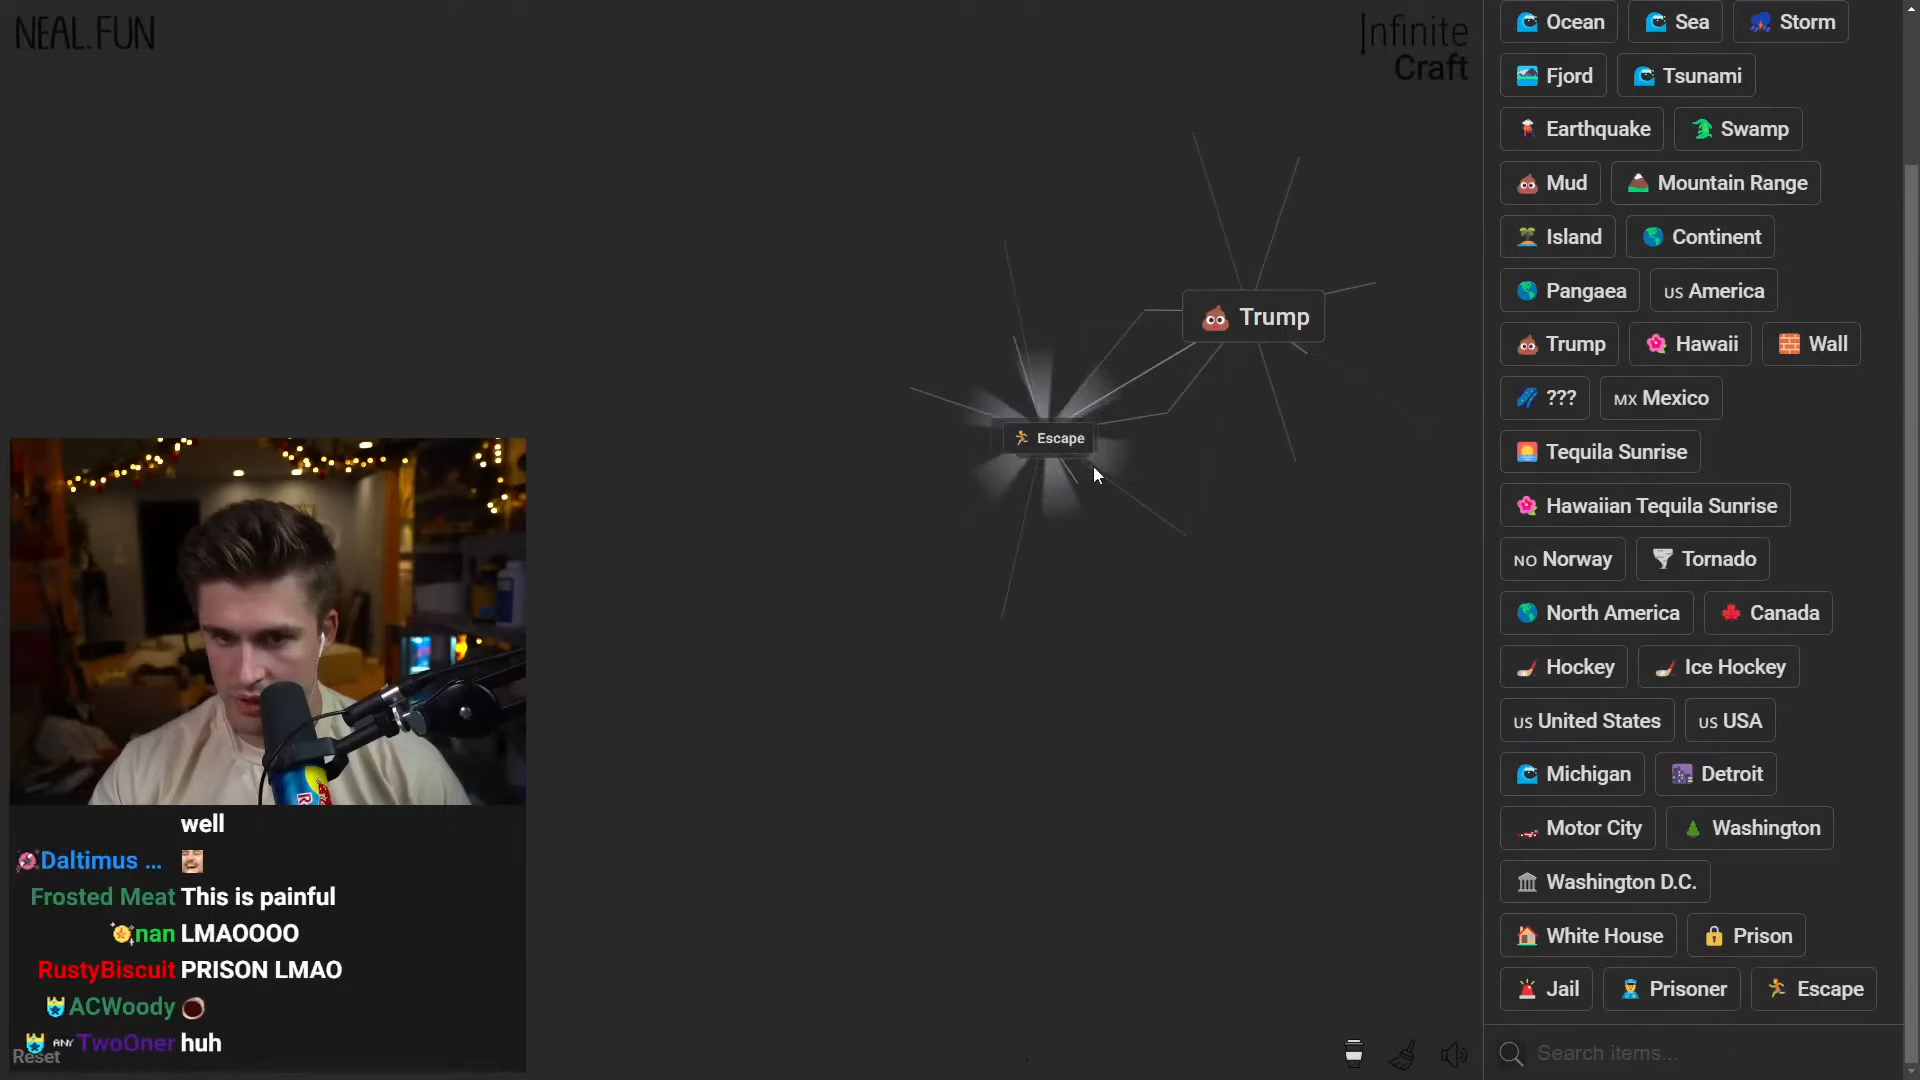 NEAL.FUN
Infinite
Craft
Trump
Escape
Ocean Sea Storm
Fjord Tsunami
Earthquake Swamp
Mud Mountain Range
Island Continent
Pangaea US America
Trump Hawaii Wall
??? MX Mexico
Tequila Sunrise
Hawaiian Tequila Sunrise
NO Norway Tornado
North America Canada
Hockey Ice Hockey
US United States US USA
Michigan Detroit
Motor City Washington
Washington D.C.
White House Prison
Jail Prisoner Escape
Search items...
well
Daltimus ...
Frosted Meat This is painful
nan LMAOOOO
RustyBiscuit PRISON LMAO
ACWoody
ANY TwoOner huh
Reset